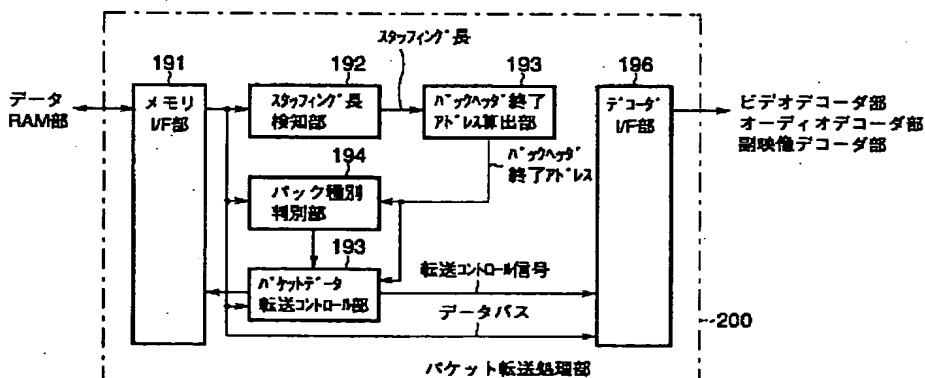 スタッフィング長
191
192
193
196
データ
RAM部
メモリ
I/F部
スタッフィング長
検知部
パックヘッダ終了
アドレス算出部
デコーダ
I/F部
ビデオデコーダ部
オーディオデコーダ部
副映像デコーダ部
パックヘッダ
終了アドレス
194
パック種別
判別部
193
パケットデータ
転送コントロール部
転送コントロール信号
データバス
200
パケット転送処理部